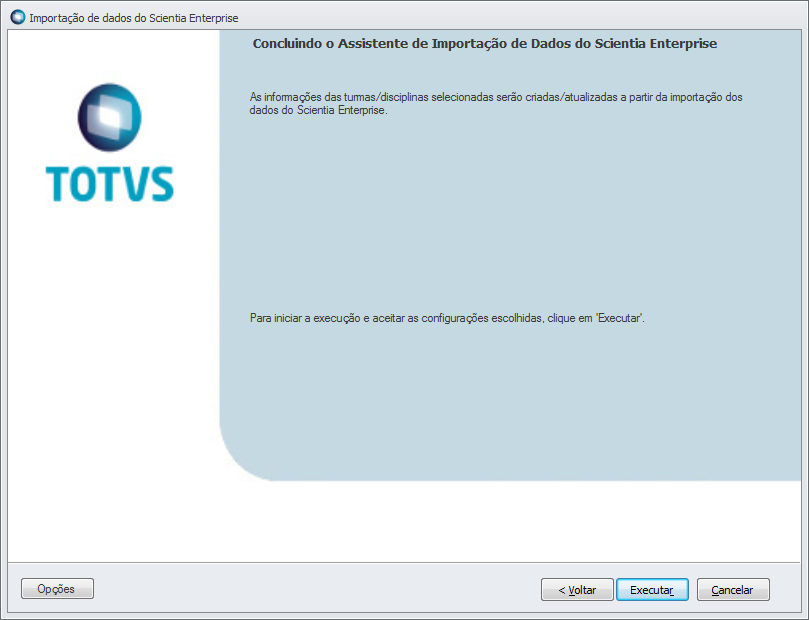 Importação de dados do Scientia Enterprise
Concluindo o Assistente de Importação de Dados do Scientia Enterprise
As informações das turmas/disciplinas selecionadas serão criadas/atualizadas a partir da importação dos
dados do Scientia Enterprise.
TOTVS
Para iniciar a execução e aceitar as configurações escolhidas, clique em 'Executar'.
Opções
< Voltar
Executar
Cancelar